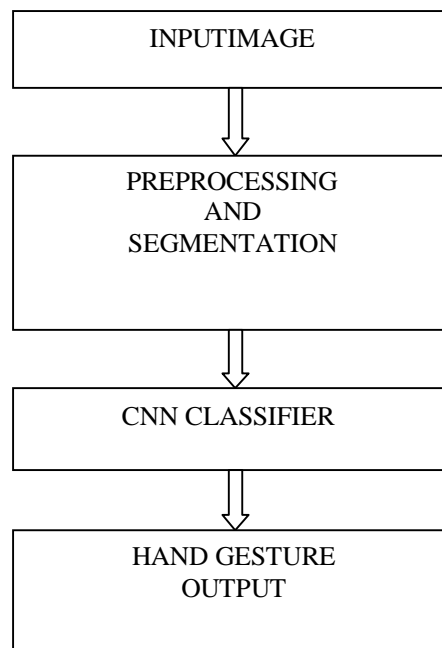 INPUTIMAGE
PREPROCESSING
AND
SEGMENTATION
CNN CLASSIFIER
HAND GESTURE
OUTPUT